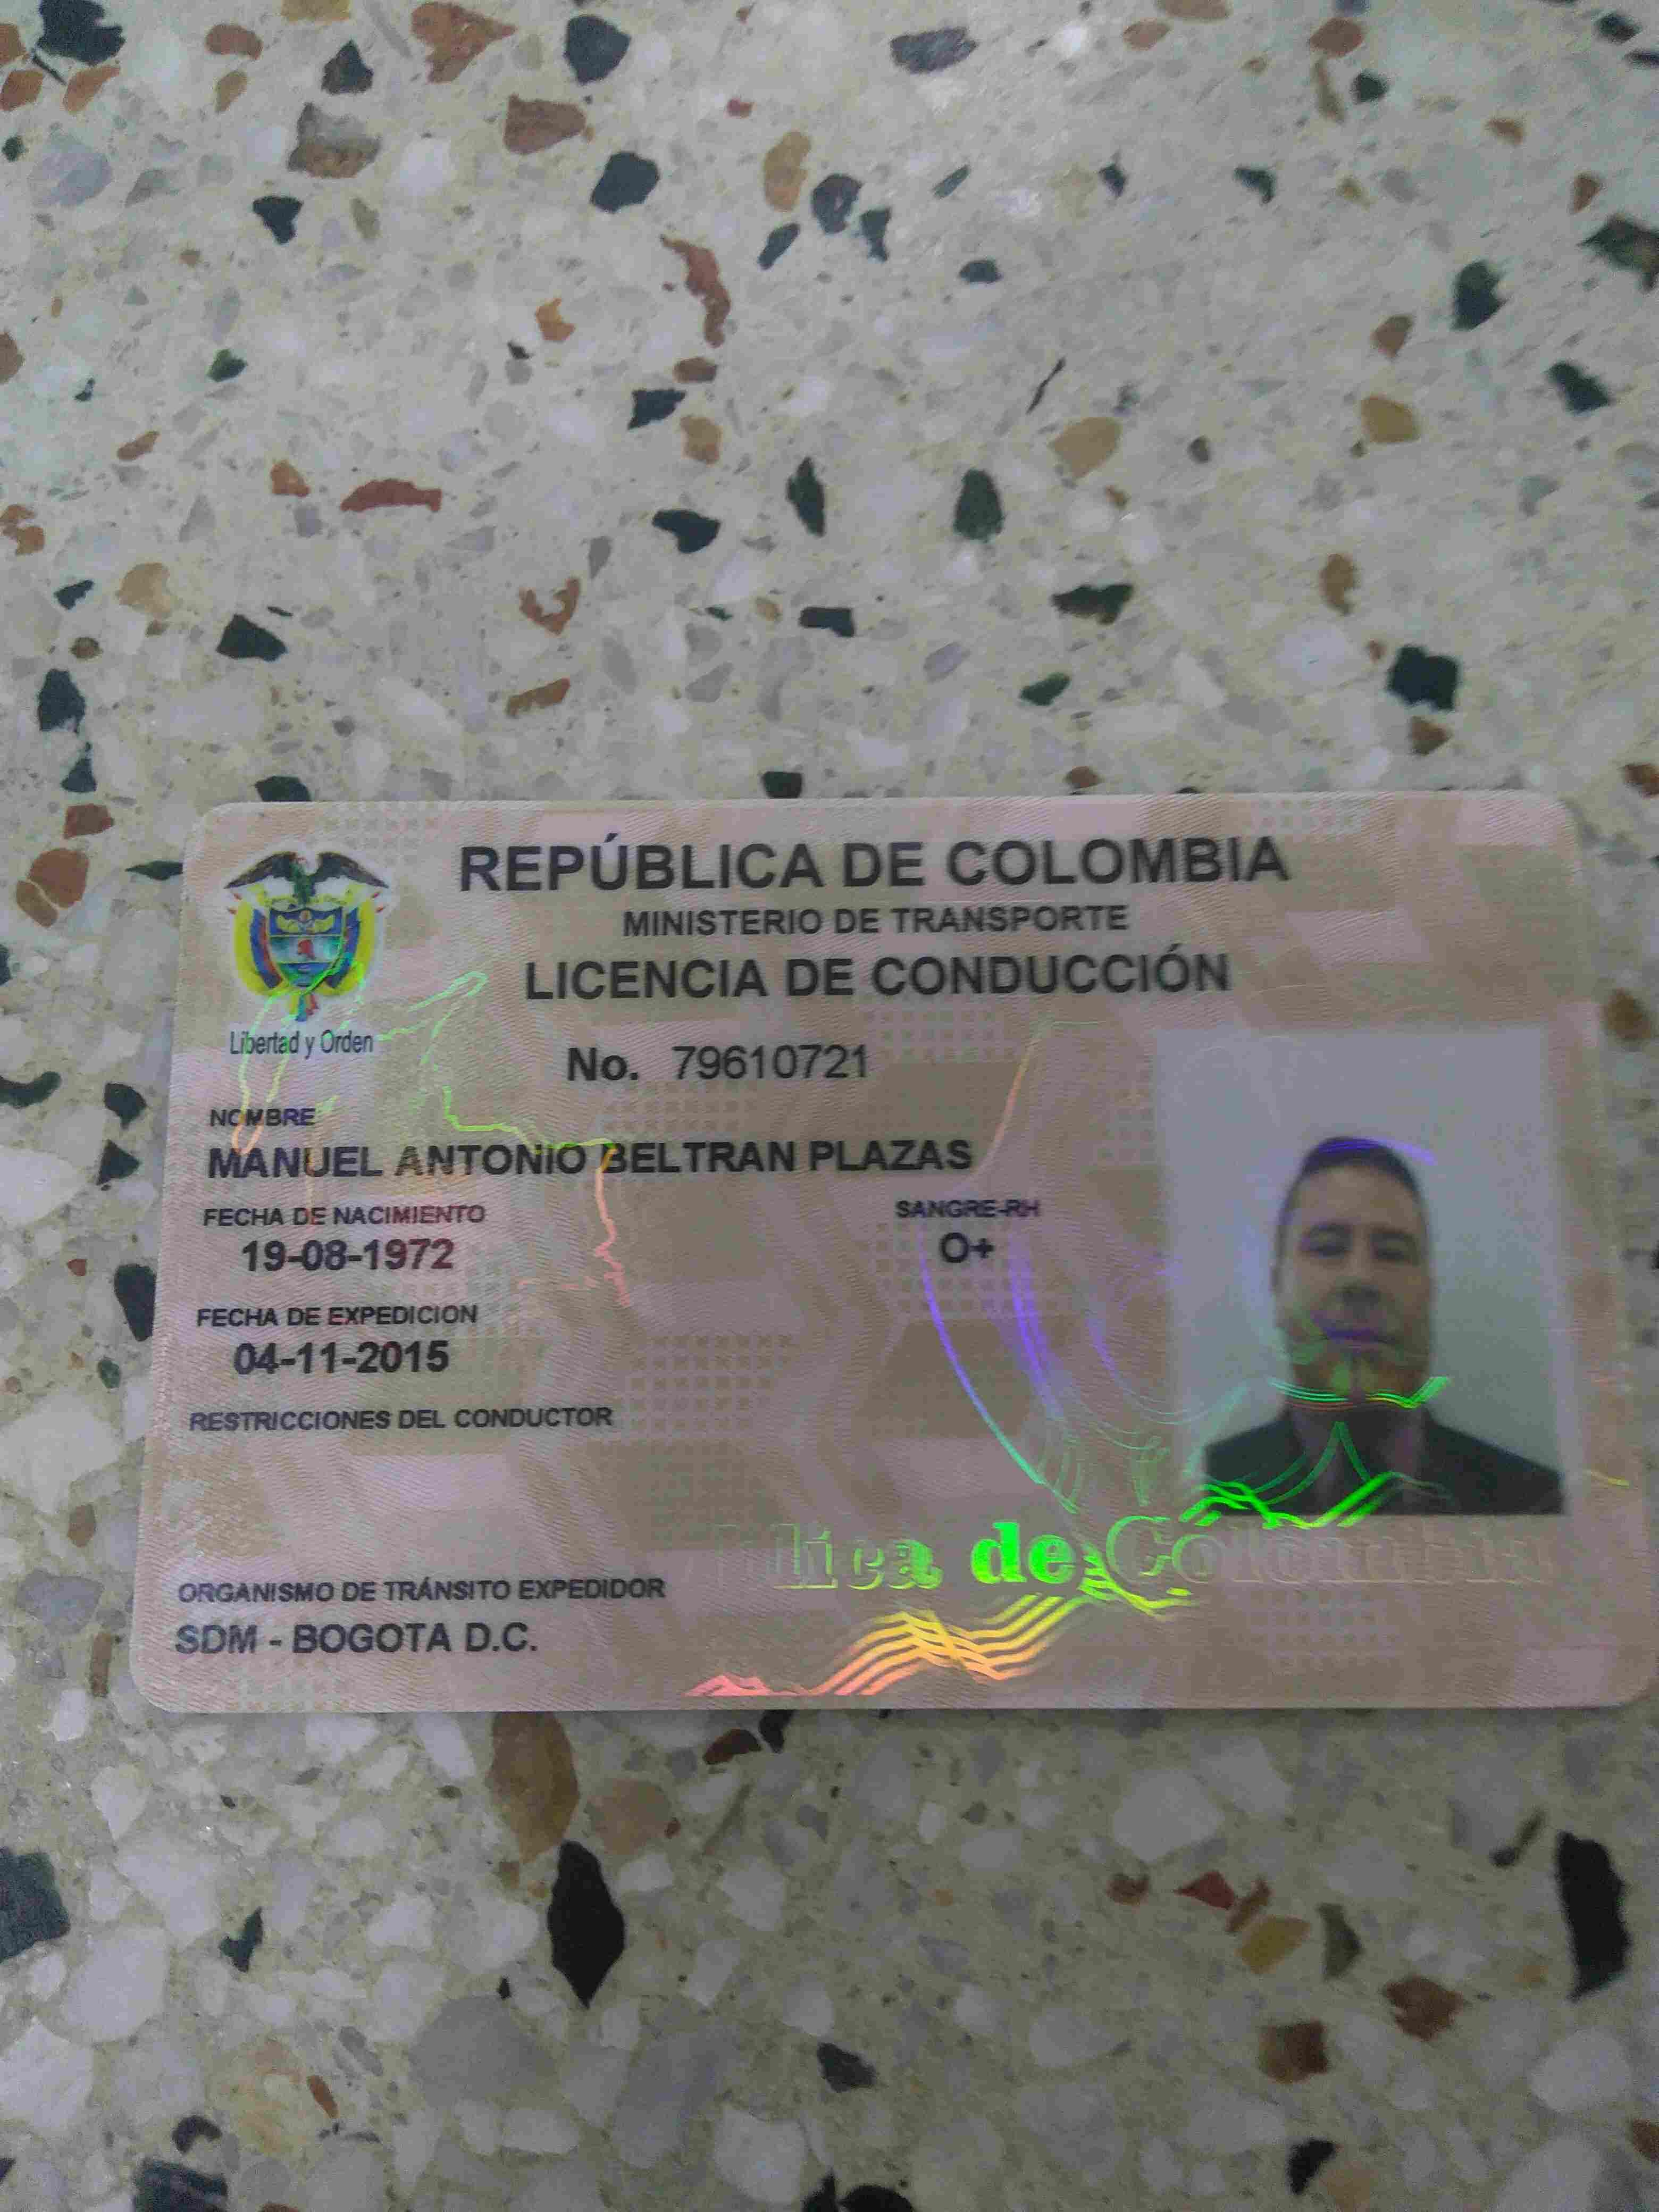 REPÚBLICA DE COLOMBIA
MINISTERIO DE TRANSPORTE
LICENCIA DE CONDUCCIÓN
Libertad y Orden
No. 79610721
NOMBRE
MANUEL ANTONIO BELTRAN PLAZAS
FECHA DE NACIMIENTO
19-08-1972
SANGRE-RH
O+
FECHA DE EXPEDICION
04-11-2015
RESTRICCIONES DEL CONDUCTOR
de Colombia
ORGANISMO DE TRÁNSITO EXPEDIDOR
SDM - BOGOTA D.C.